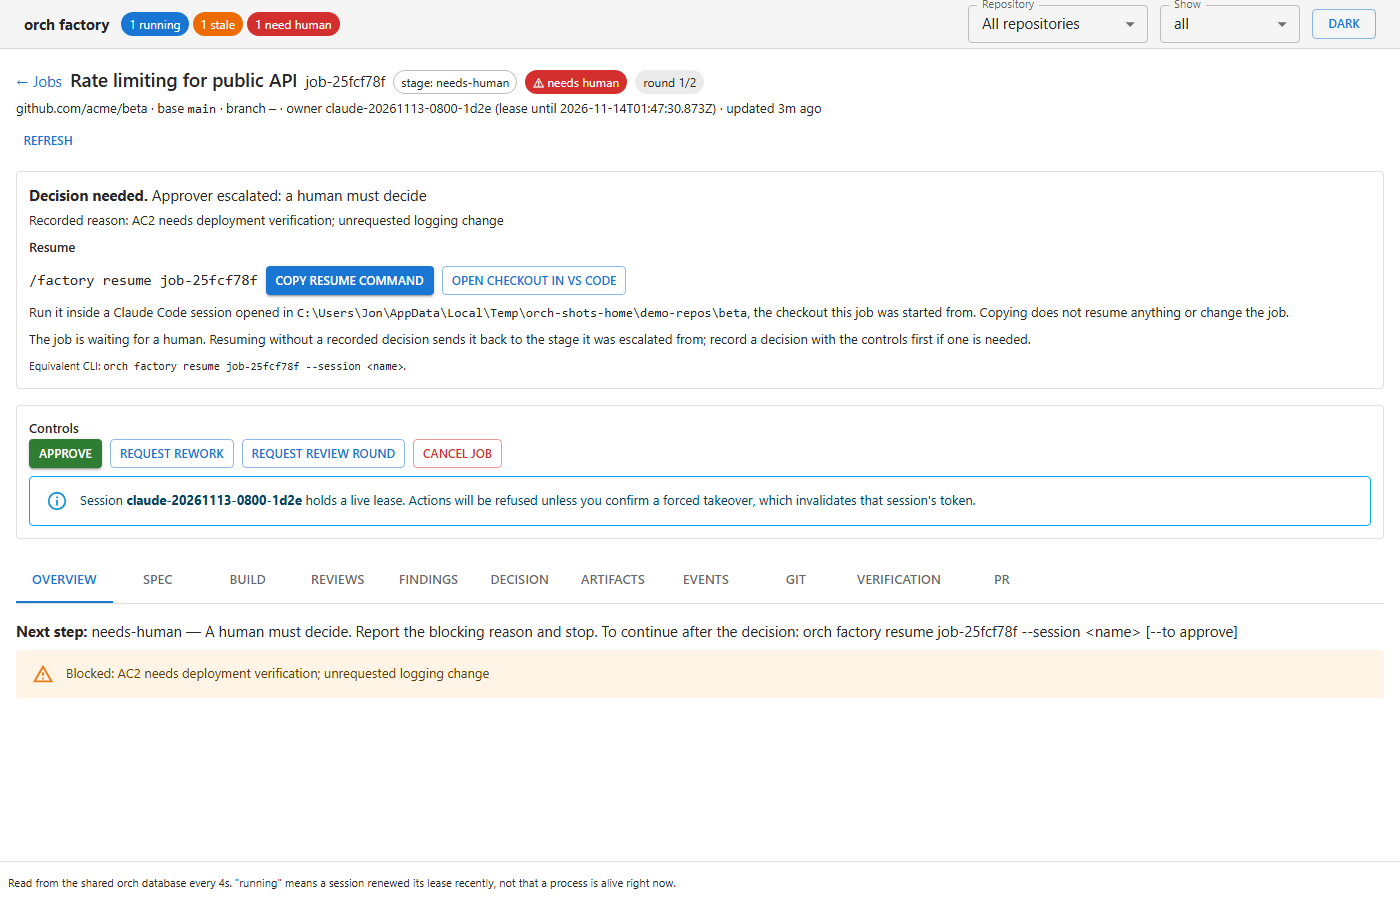 orch factory 1 running 1 stale 1 need human Repository All repositories Show all DARK
← Jobs Rate limiting for public API job-25fcf78f stage: needs-human ⚠ needs human round 1/2
github.com/acme/beta · base main · branch – · owner claude-20261113-0800-1d2e (lease until 2026-11-14T01:47:30.873Z) · updated 3m ago
REFRESH
Decision needed. Approver escalated: a human must decide
Recorded reason: AC2 needs deployment verification; unrequested logging change
Resume
/factory resume job-25fcf78f COPY RESUME COMMAND OPEN CHECKOUT IN VS CODE
Run it inside a Claude Code session opened in C:\Users\Jon\AppData\Local\Temp\orch-shots-home\demo-repos\beta, the checkout this job was started from. Copying does not resume anything or change the job.
The job is waiting for a human. Resuming without a recorded decision sends it back to the stage it was escalated from; record a decision with the controls first if one is needed.
Equivalent CLI: orch factory resume job-25fcf78f --session <name>.
Controls
APPROVE REQUEST REWORK REQUEST REVIEW ROUND CANCEL JOB
Session claude-20261113-0800-1d2e holds a live lease. Actions will be refused unless you confirm a forced takeover, which invalidates that session's token.
OVERVIEW SPEC BUILD REVIEWS FINDINGS DECISION ARTIFACTS EVENTS GIT VERIFICATION PR
Next step: needs-human — A human must decide. Report the blocking reason and stop. To continue after the decision: orch factory resume job-25fcf78f --session <name> [--to approve]
Blocked: AC2 needs deployment verification; unrequested logging change
Read from the shared orch database every 4s. "running" means a session renewed its lease recently, not that a process is alive right now.